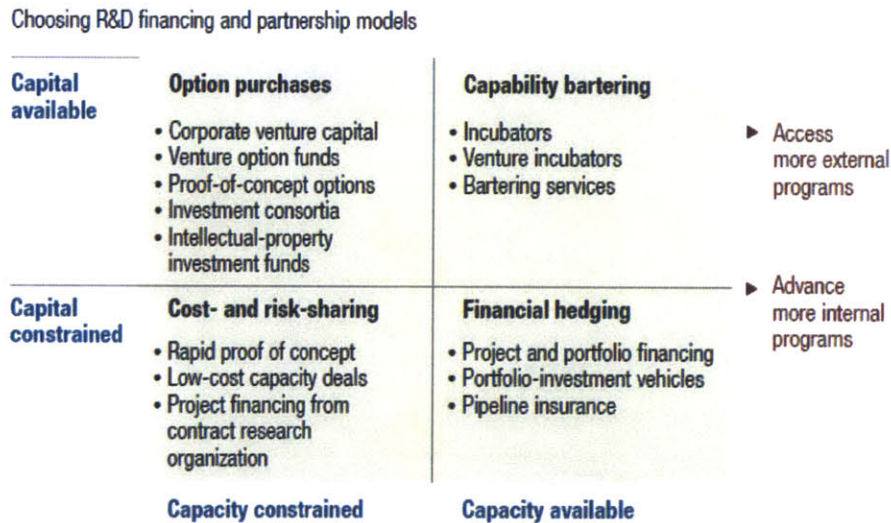 Choosing R&D financing and partnership models
Capital
available
Option purchases
• Corporate venture capital
• Venture option funds
• Proof-of-concept options
• Investment consortia
• Intellectual-property
investment funds
Capability bartering
• Incubators
• Venture incubators
• Bartering services
▶ Access
more external
programs
Capital
constrained
Cost- and risk-sharing
• Rapid proof of concept
• Low-cost capacity deals
• Project financing from
contract research
organization
Financial hedging
• Project and portfolio financing
• Portfolio-investment vehicles
• Pipeline insurance
▶ Advance
more internal
programs
Capacity constrained
Capacity available